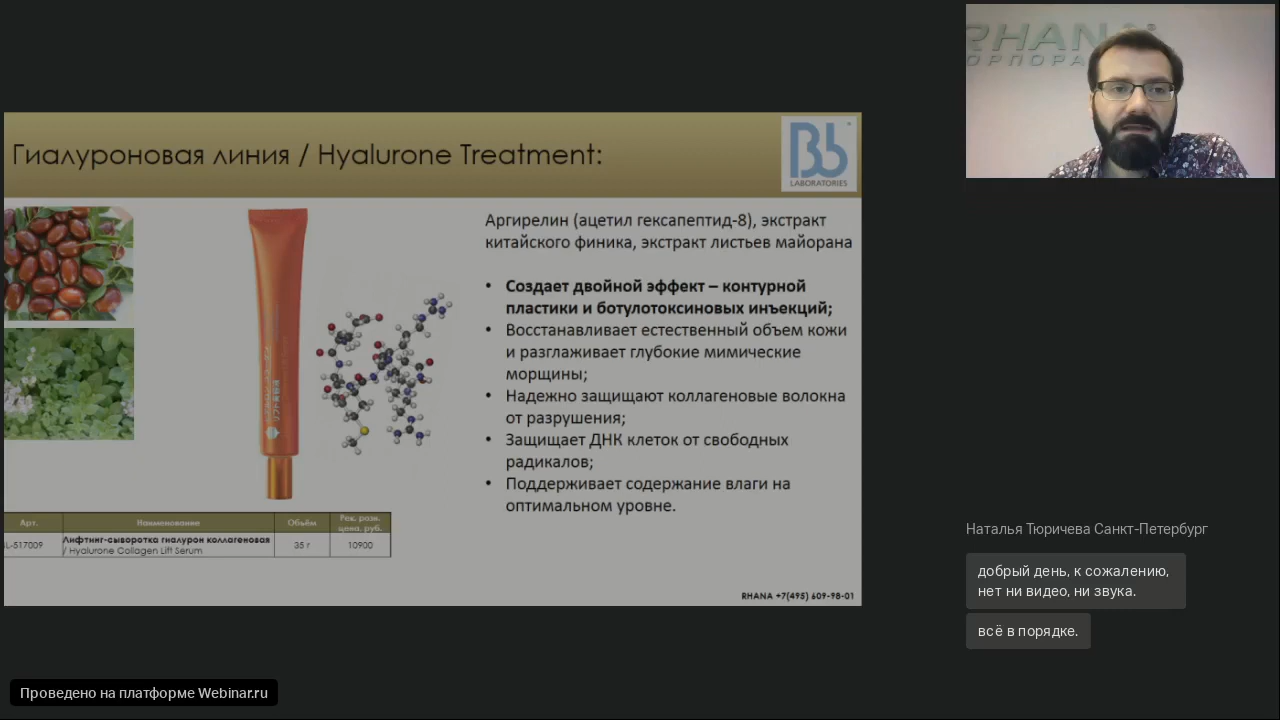 Гиалуроновая линия / Hyalurone Treatment:
Bb
LABORATORIES
Аргирелин (ацетил гексапептид-8), экстракт
китайского финика, экстракт листьев майорана
• Создает двойной эффект – контурной
пластики и ботулотоксиновых инъекций;
• Восстанавливает естественный объем кожи
и разглаживает глубокие мимические
морщины;
• Надежно защищают коллагеновые волокна
от разрушения;
• Защищает ДНК клеток от свободных
радикалов;
• Поддерживает содержание влаги на
оптимальном уровне.
Арт. Наименование Объём Рек. розн. цена. руб.
L-517009 Лифтинг-сыворотка гиалурон коллагеновая 35 г 10900
/ Hyalurone Collagen Lift Serum
RHANA +7(495) 609-98-01
RHANA
ОРПОРА
Наталья Тюричева Санкт-Петербург
добрый день, к сожалению,
нет ни видео, ни звука.
всё в порядке.
Проведено на платформе Webinar.ru